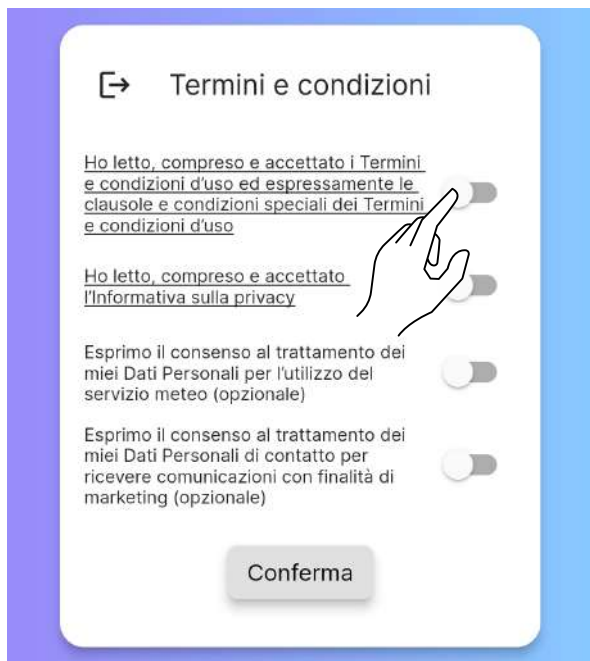 Termini e condizioni
Ho letto, compreso e accettato i Termini
e condizioni d'uso ed espressamente le
clausole e condizioni speciali dei Termini
e condizioni d'uso
Ho letto, compreso e accettato
l'Informativa sulla privacy
Esprimo il consenso al trattamento dei
miei Dati Personali per l'utilizzo del
servizio meteo (opzionale)
Esprimo il consenso al trattamento dei
miei Dati Personali di contatto per
ricevere comunicazioni con finalità di
marketing (opzionale)
Conferma